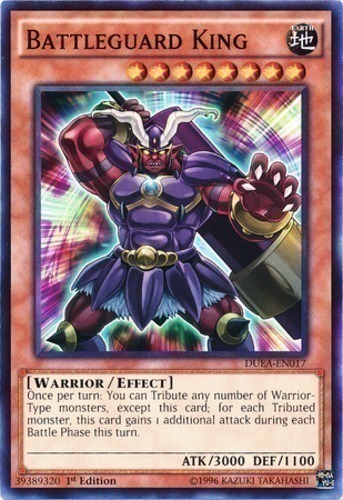 BATTLEGUARD KING
EARTH
地
DUEA-EN017
[WARRIOR/EFFECT]
Once per turn: You can Tribute any number of Warrior-
Type monsters, except this card; for each Tributed
monster, this card gains 1 additional attack during each
Battle Phase this turn.
ATK/3000 DEF/1100
39389320 1st Edition ©1996 KAZUKI TAKAHASHI